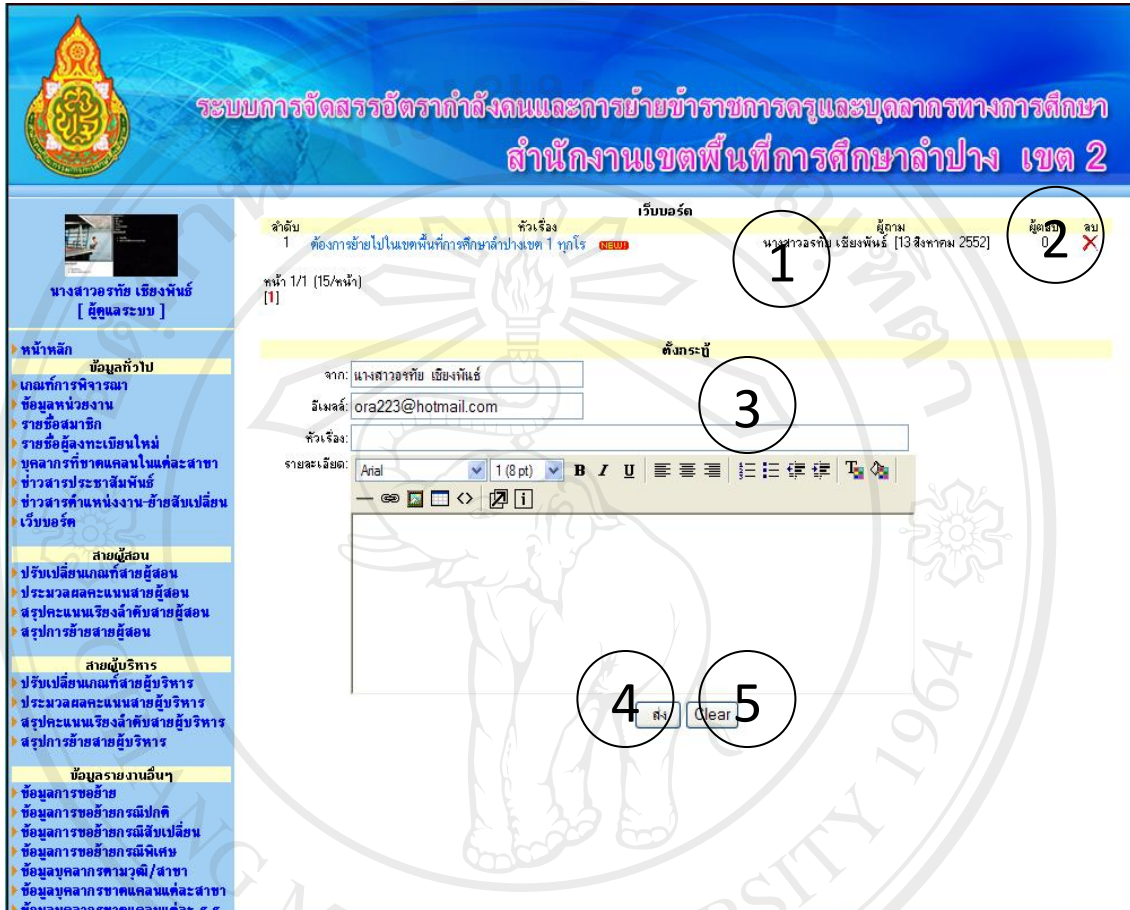 ระบบการจัดสรรอัตรากำลังคนและการย้ายข้าราชการครูและบุคลากรทางการศึกษา
สำนักงานเขตพื้นที่การศึกษาลำปาง เขต 2
นางสาวอรทัย เชียงพันธ์
[ ผู้ดูแลระบบ ]
หน้าหลัก
ข้อมูลทั่วไป
เกณฑ์การพิจารณา
ข้อมูลหน่วยงาน
รายชื่อสมาชิก
รายชื่อผู้ลงทะเบียนใหม่
บุคลากรที่ขาดแคลนในแต่ละสาขา
ข่าวสารประชาสัมพันธ์
ข่าวสารตำแหน่งงาน-ย้ายสับเปลี่ยน
เว็บบอร์ด
สายผู้สอน
ปรับเปลี่ยนเกณฑ์สายผู้สอน
ประมวลผลคะแนนสายผู้สอน
สรุปคะแนนเรียงลำดับสายผู้สอน
สรุปการย้ายสายผู้สอน
สายผู้บริหาร
ปรับเปลี่ยนเกณฑ์สายผู้บริหาร
ประมวลผลคะแนนสายผู้บริหาร
สรุปคะแนนเรียงลำดับสายผู้บริหาร
สรุปการย้ายสายผู้บริหาร
ข้อมูลรายงานอื่นๆ
ข้อมูลการขอย้าย
ข้อมูลการขอย้ายกรณีปกติ
ข้อมูลการขอย้ายกรณีสับเปลี่ยน
ข้อมูลการขอย้ายกรณีพิเศษ
ข้อมูลบุคลากรตามวุฒิ/สาขา
ข้อมูลบุคลากรขาดแคลนแต่ละสาขา
เว็บบอร์ด
ลำดับ หัวเรื่อง ผู้ถาม ผู้ตอบ ลบ
1 ต้องการย้ายไปในเขตพื้นที่การศึกษาลำปางเขต 1 ทุกโร NEW!! นางสาวอรทัย เชียงพันธ์ [13 สิงหาคม 2552] 0
1
2
หน้า 1/1 (15/หน้า)
[1]
ตั้งกระทู้
จาก: นางสาวอรทัย เชียงพันธ์
อีเมลล์: ora223@hotmail.com
3
หัวเรื่อง:
รายละเอียด: Arial 1 (8 pt) B I U
4 ส่ง Clear 5